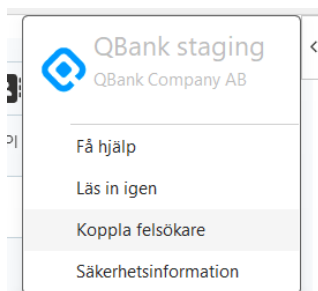 QBank staging
QBank Company AB
Få hjälp
Läs in igen
Koppla felsökare
Säkerhetsinformation